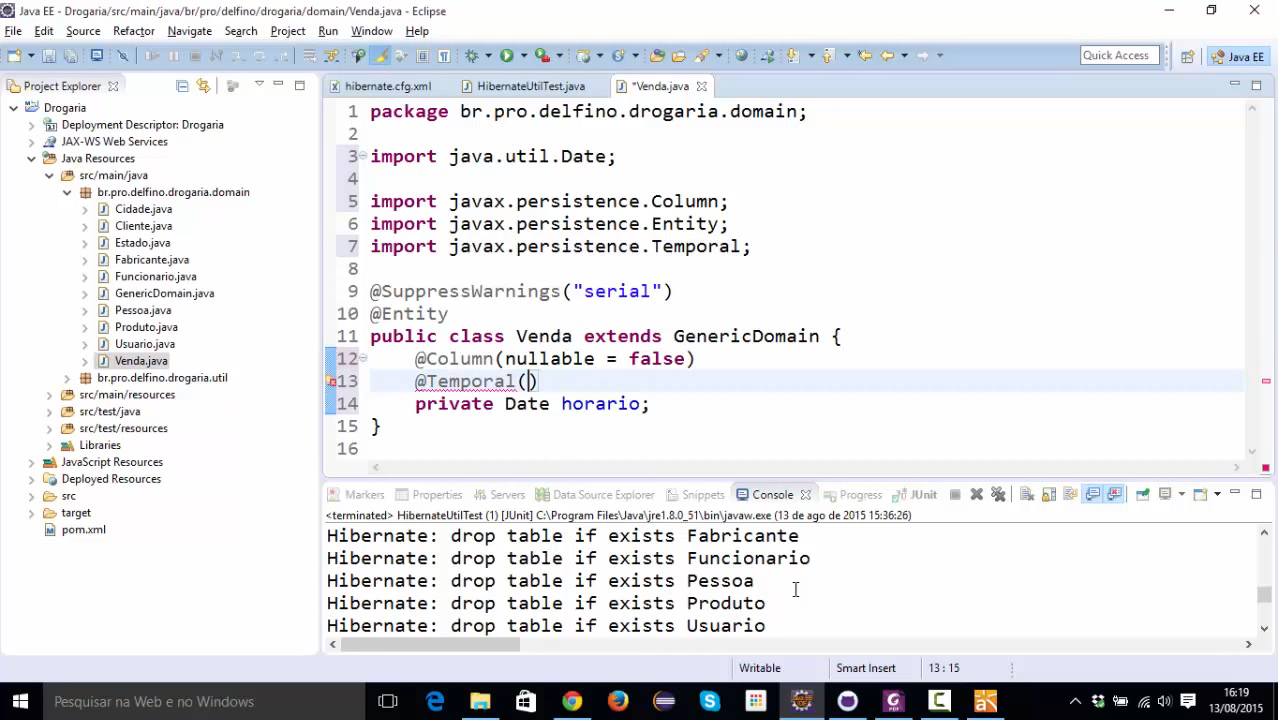 Java EE - Drogaria/src/main/java/br/pro/delfino/drogaria/domain/Venda.java - Eclipse
File Edit Source Refactor Navigate Search Project Run Window Help
Quick Access
Java EE
Project Explorer
Drogaria
Deployment Descriptor: Drogaria
JAX-WS Web Services
Java Resources
src/main/java
br.pro.delfino.drogaria.domain
Cidade.java
Cliente.java
Estado.java
Fabricante.java
Funcionario.java
GenericDomain.java
Pessoa.java
Produto.java
Usuario.java
Venda.java
br.pro.delfino.drogaria.util
src/main/resources
src/test/java
src/test/resources
Libraries
JavaScript Resources
Deployed Resources
src
target
pom.xml
hibernate.cfg.xml HibernateUtilTest.java *Venda.java
1 package br.pro.delfino.drogaria.domain;
2
3 import java.util.Date;
4
5 import javax.persistence.Column;
6 import javax.persistence.Entity;
7 import javax.persistence.Temporal;
8
9 @SuppressWarnings("serial")
10 @Entity
11 public class Venda extends GenericDomain {
12 @Column(nullable = false)
13 @Temporal()
14 private Date horario;
15 }
16
Markers Properties Servers Data Source Explorer Snippets Console Progress JUnit
<terminated> HibernateUtilTest (1) [JUnit] C:\Program Files\Java\jre1.8.0_51\bin\javaw.exe (13 de ago de 2015 15:36:26)
Hibernate: drop table if exists Fabricante
Hibernate: drop table if exists Funcionario
Hibernate: drop table if exists Pessoa
Hibernate: drop table if exists Produto
Hibernate: drop table if exists Usuario
Writable Smart Insert 13 : 15
Pesquisar na Web e no Windows
16:19
13/08/2015